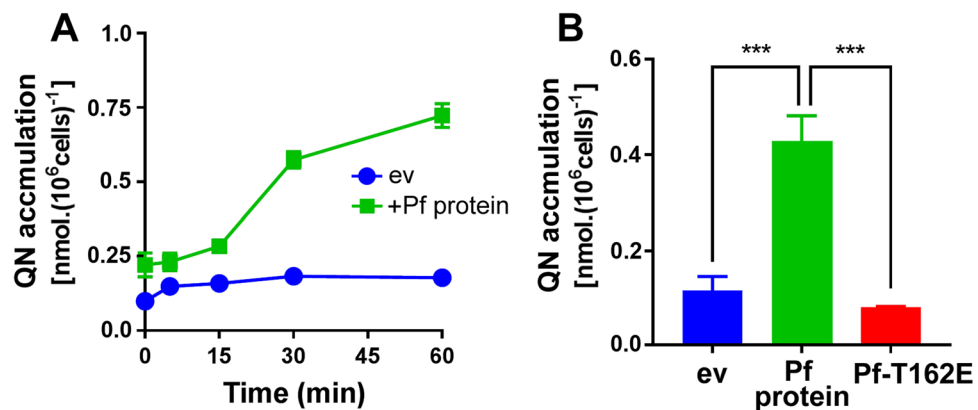 A
QN accumulation
[nmol.(10⁶cells)⁻¹
1.0
0.75
0.5
0.25
0.0
0
15
30
45
60
Time (min)
ev
+Pf protein
B
QN accmulation
[nmol.(10⁶cells)⁻¹
0.6
0.4
0.2
0.0
***
***
ev
Pf
protein
Pf-T162E